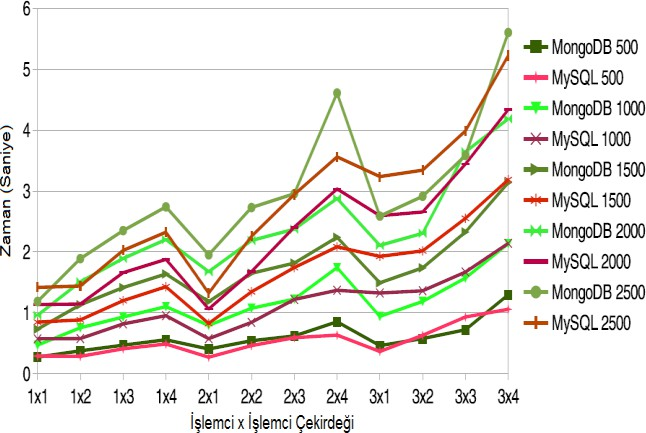 6
5
4
3
2
1
0
Zaman (Saniye)
1x1 1x2 1x3 1x4 2x1 2x2 2x3 2x4 3x1 3x2 3x3 3x4
İşlemci x İşlemci Çekirdeği
MongoDB 500
MySQL 500
MongoDB 1000
MySQL 1000
MongoDB 1500
MySQL 1500
MongoDB 2000
MySQL 2000
MongoDB 2500
MySQL 2500